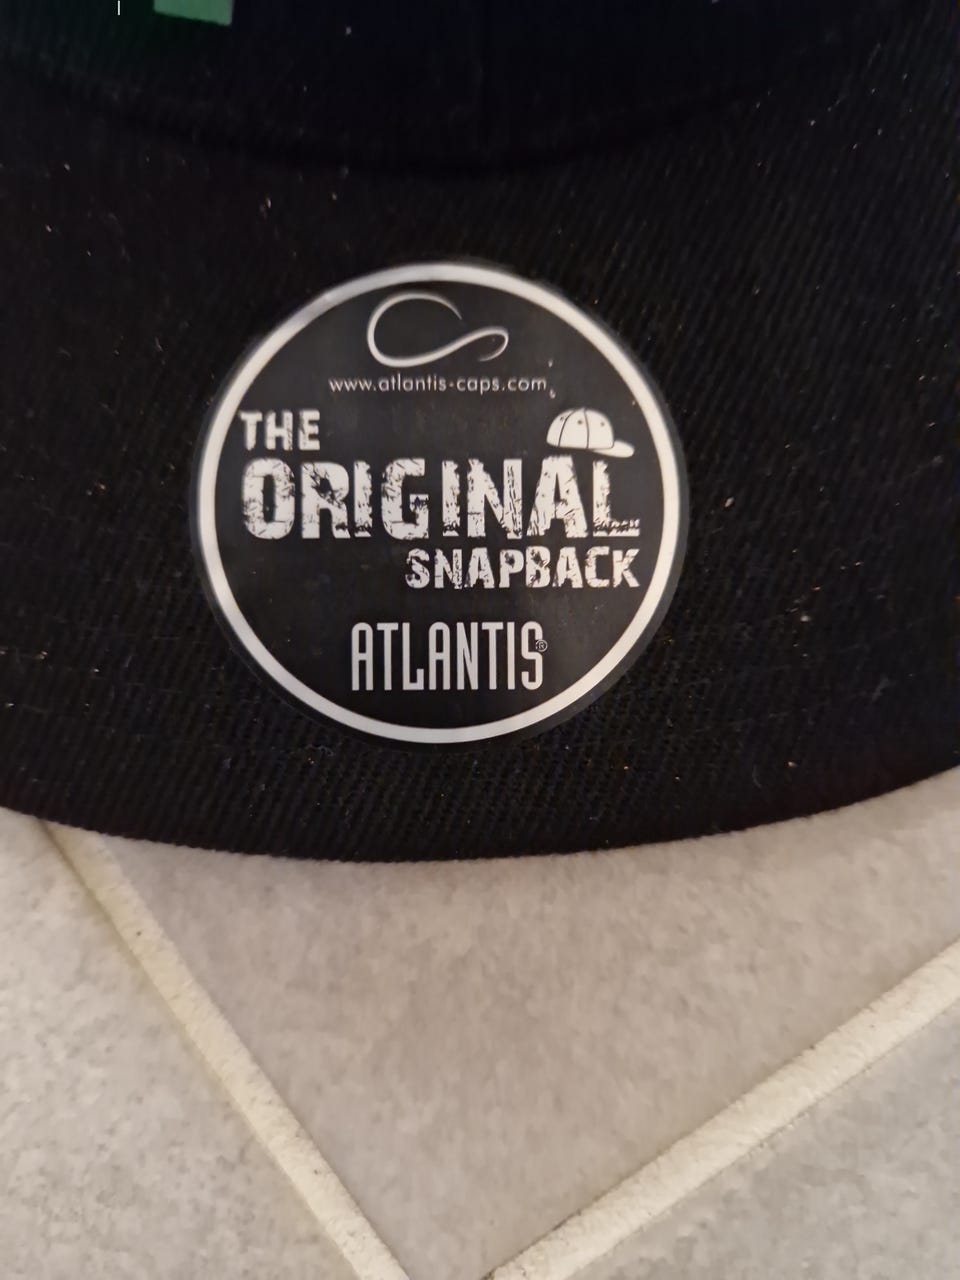 www.atlantis-caps.com
THE
ORIGINAL
SNAPBACK
ATLANTIS®